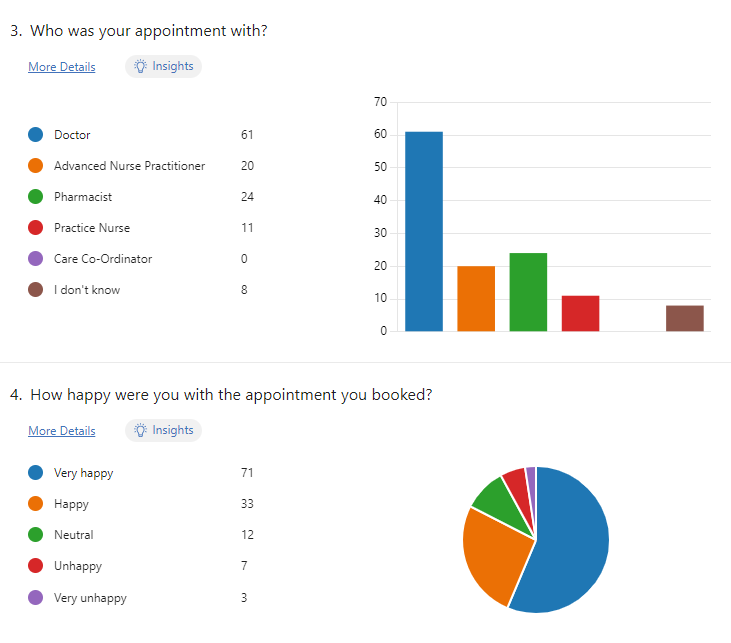 3. Who was your appointment with?
More Details Insights
Doctor 61
Advanced Nurse Practitioner 20
Pharmacist 24
Practice Nurse 11
Care Co-Ordinator 0
I don't know 8
70
60
50
40
30
20
10
0
4. How happy were you with the appointment you booked?
More Details Insights
Very happy 71
Happy 33
Neutral 12
Unhappy 7
Very unhappy 3